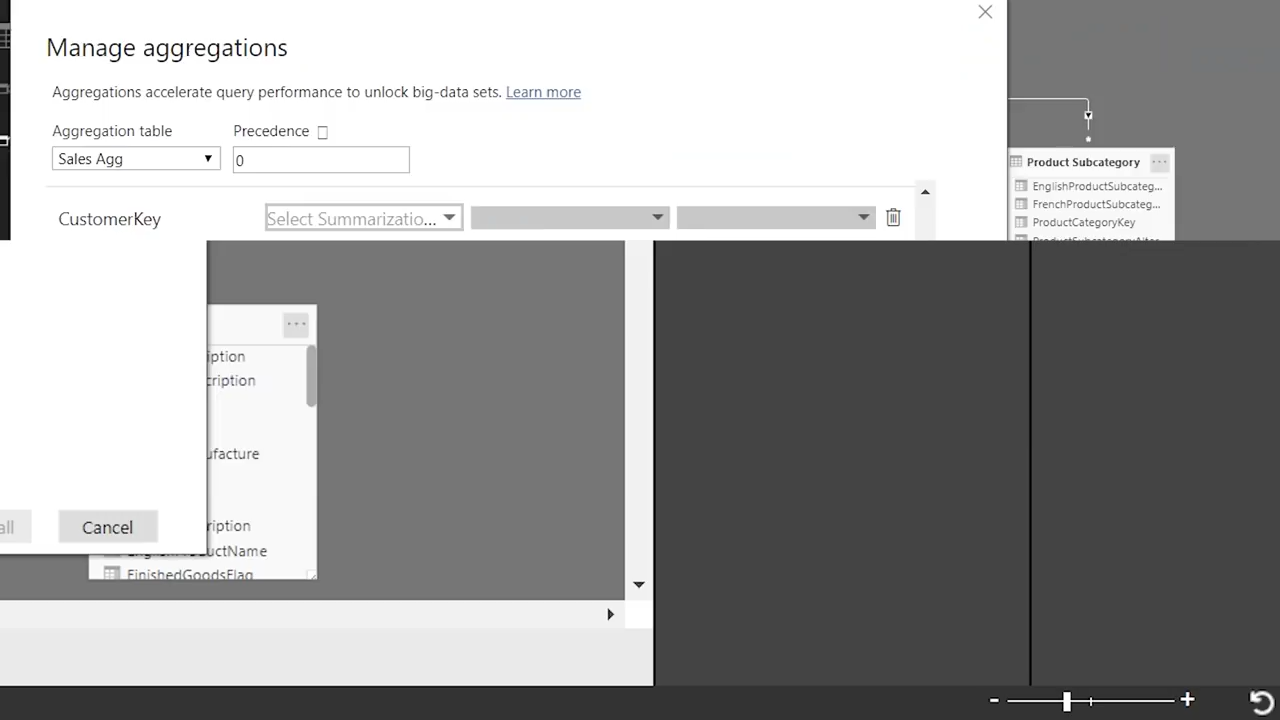 Manage aggregations
Aggregations accelerate query performance to unlock big-data sets. Learn more
Aggregation table Precedence
Sales Agg 0
CustomerKey Select Summarizatio...
Product Subcategory
EnglishProductSubcateg...
FrenchProductSubcateg...
ProductCategoryKey
ription
cription
ufacture
ription
EnglishProductName
FinishedGoodsFlag
all Cancel